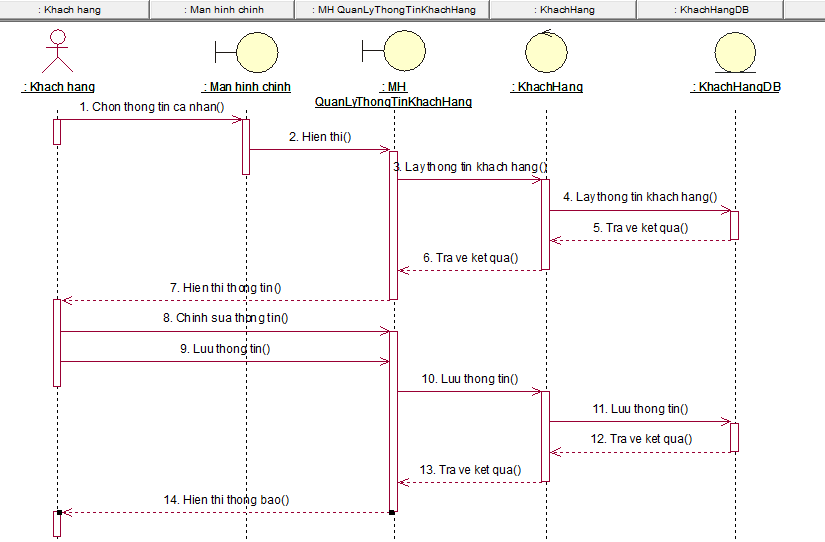 : Khach hang
: Man hinh chinh
: MH QuanLyThongTinKhachHang
: KhachHang
: KhachHangDB
: Khach hang
: Man hinh chinh
: MH
QuanLyThongTinKhachHang
: KhachHang
: KhachHangDB
1. Chon thong tin ca nhan()
2. Hien thi()
3. Lay thong tin khach hang()
4. Lay thong tin khach hang()
5. Tra ve ket qua()
6. Tra ve ket qua()
7. Hien thi thong tin()
8. Chinh sua thong tin()
9. Luu thong tin()
10. Luu thong tin()
11. Luu thong tin()
12. Tra ve ket qua()
13. Tra ve ket qua()
14. Hien thi thong bao()